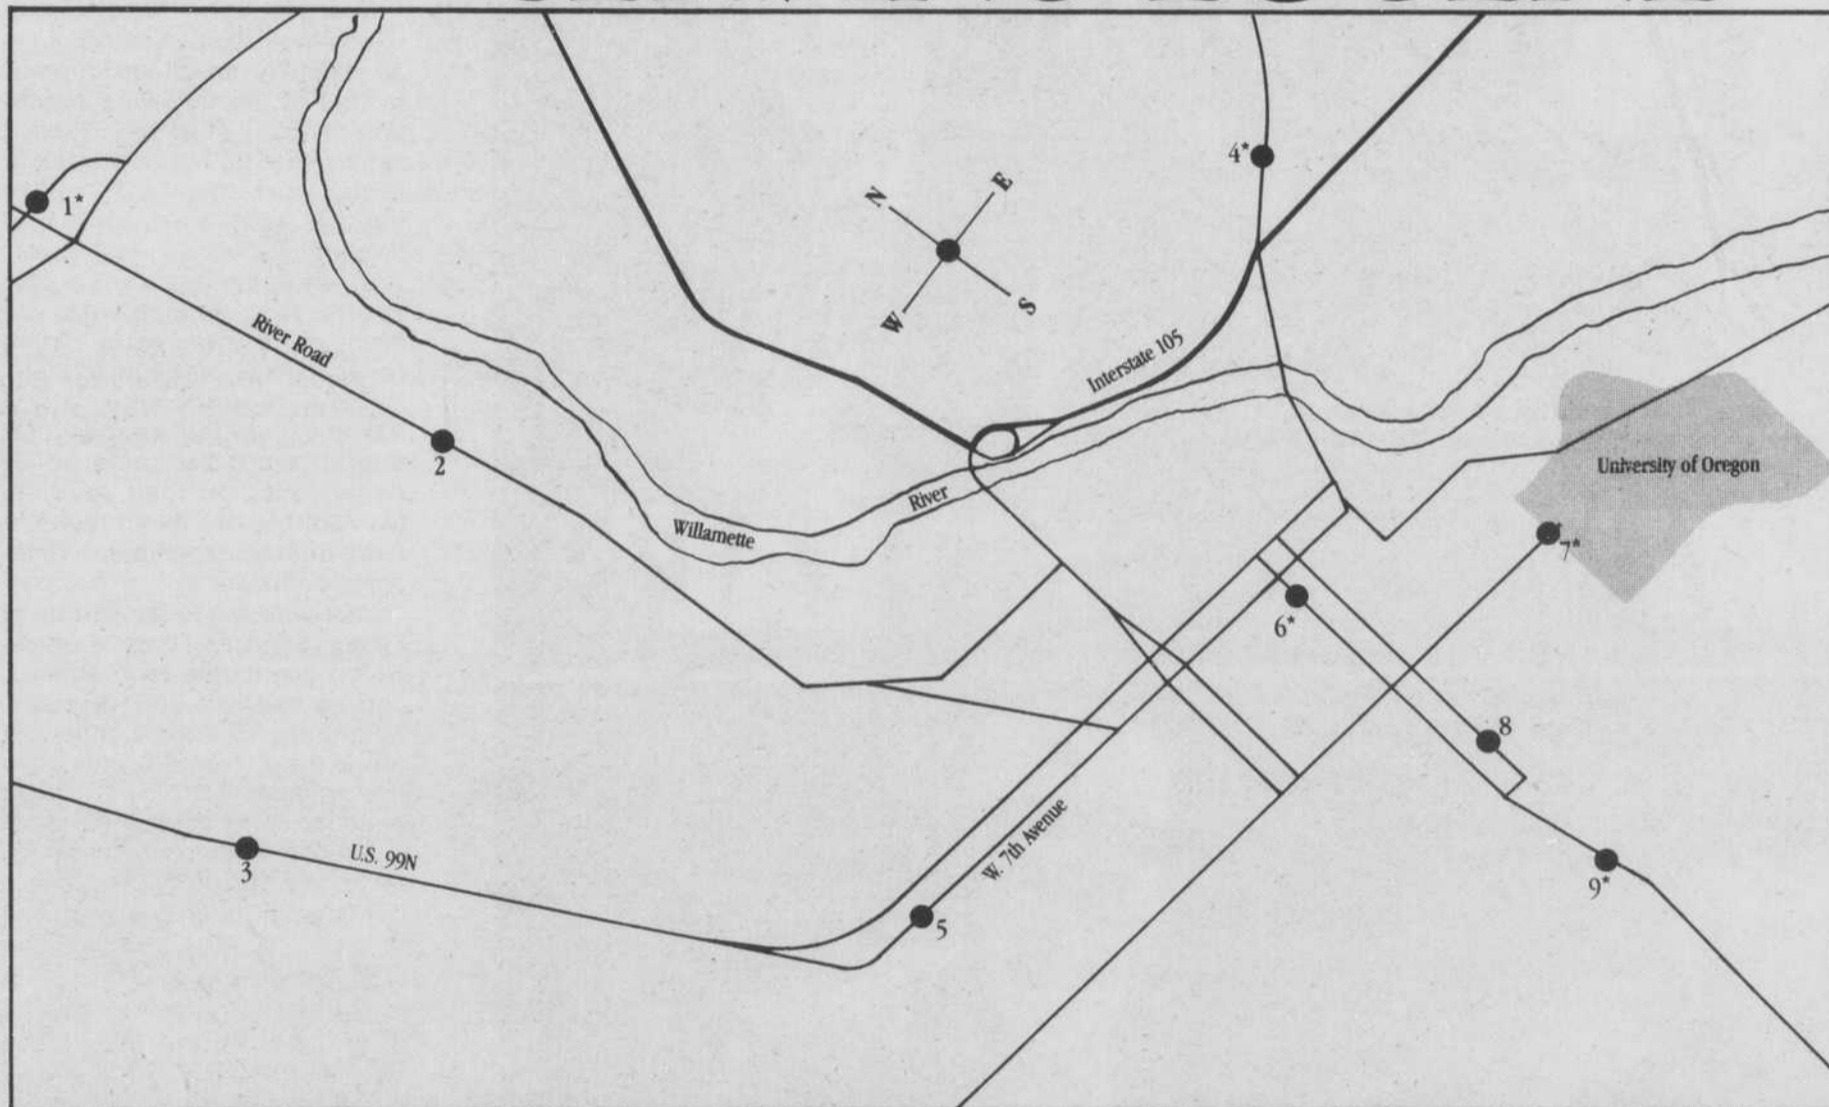 4*
1*
N
E
W
S
River Road
Interstate 105
2
Willamette
River
University of Oregon
7*
6*
8
3
U.S. 99N
W. 7th Avenue
5
9*